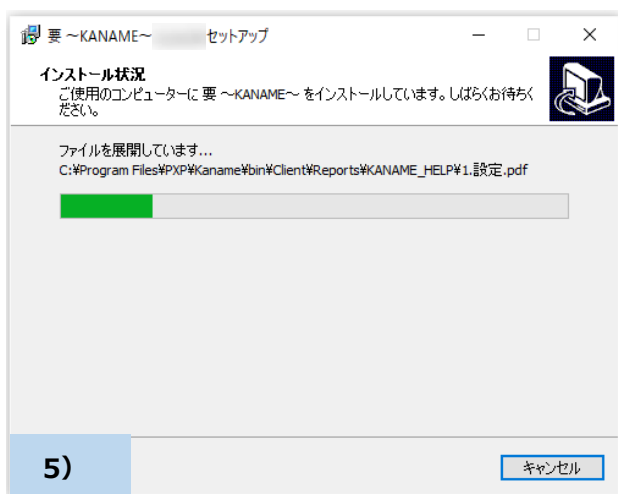 要 ～KANAME～ セットアップ
インストール状況
ご使用のコンピューターに 要 ～KANAME～ をインストールしています。しばらくお待ちく
ださい。
ファイルを展開しています...
C:¥Program Files¥PXP¥Kaname¥bin¥Client¥Reports¥KANAME_HELP¥1.設定.pdf
5）
キャンセル